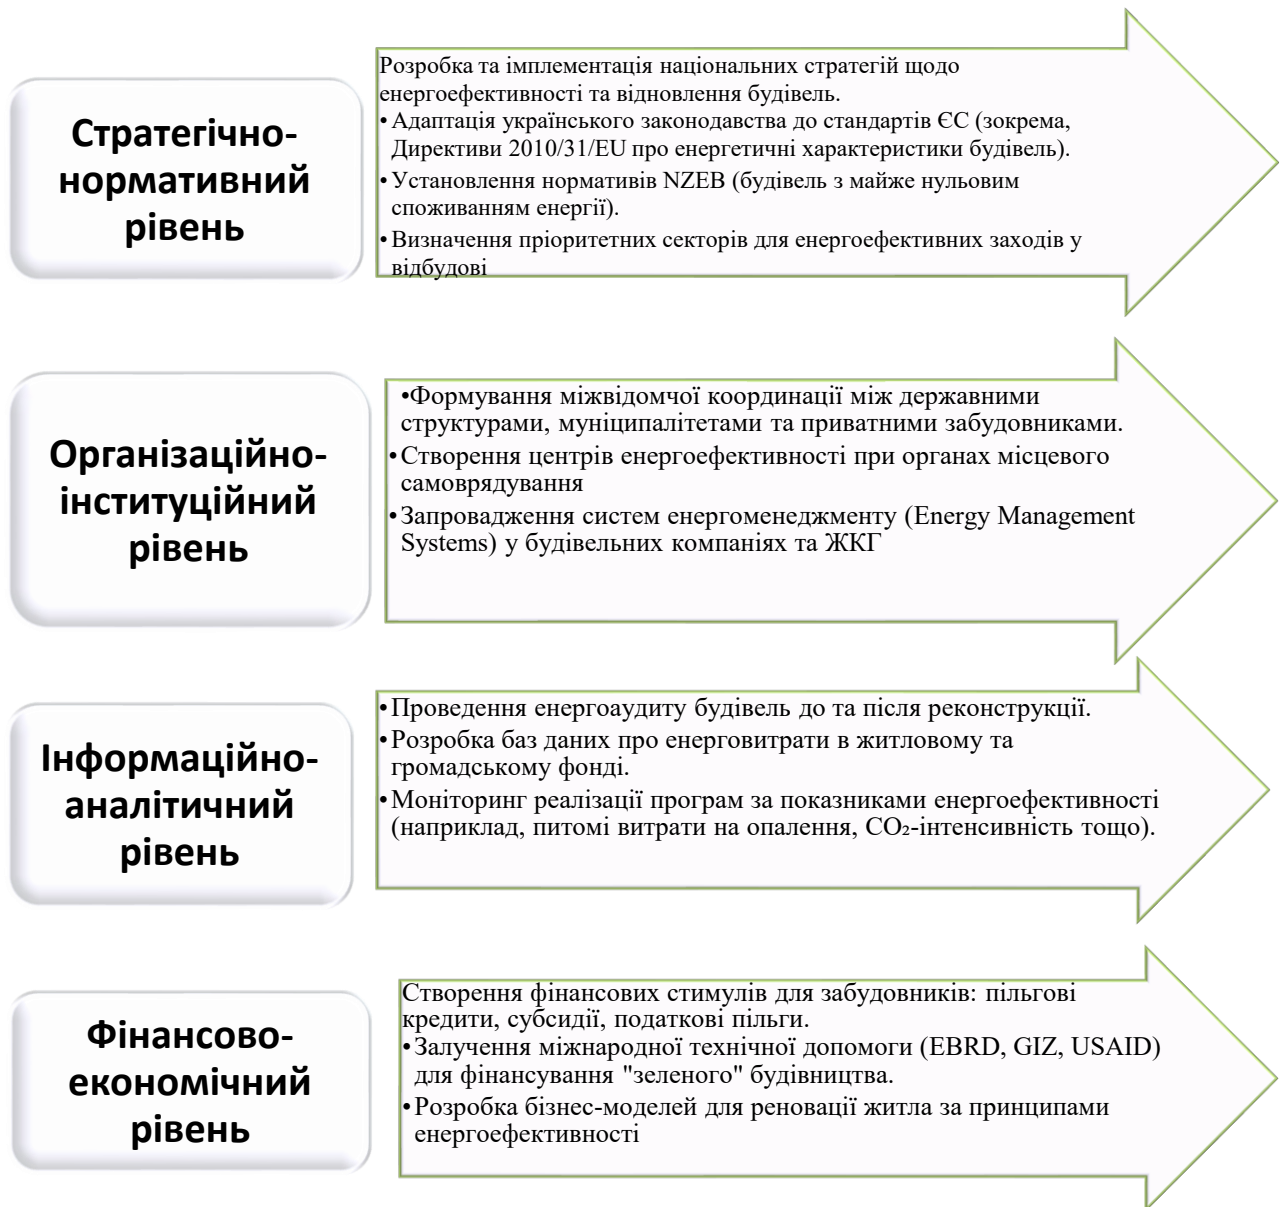 Стратегічно-
нормативний
рівень
Розробка та імплементація національних стратегій щодо
енергоефективності та відновлення будівель.
•Адаптація українського законодавства до стандартів ЄС (зокрема,
Директиви 2010/31/EU про енергетичні характеристики будівель).
•Установлення нормативів NZEB (будівель з майже нульовим
споживанням енергії).
•Визначення пріоритетних секторів для енергоефективних заходів у
відбудові
Організаційно-
інституційний
рівень
•Формування міжвідомчої координації між державними
структурами, муніципалітетами та приватними забудовниками.
•Створення центрів енергоефективності при органах місцевого
самоврядування
•Запровадження систем енергоменеджменту (Energy Management
Systems) у будівельних компаніях та ЖКГ
Інформаційно-
аналітичний
рівень
•Проведення енергоаудиту будівель до та після реконструкції.
•Розробка баз даних про енерговитрати в житловому та
громадському фонді.
•Моніторинг реалізації програм за показниками енергоефективності
(наприклад, питомі витрати на опалення, CO₂-інтенсивність тощо).
Фінансово-
економічний
рівень
Створення фінансових стимулів для забудовників: пільгові
кредити, субсидії, податкові пільги.
•Залучення міжнародної технічної допомоги (EBRD, GIZ, USAID)
для фінансування "зеленого" будівництва.
•Розробка бізнес-моделей для реновації житла за принципами
енергоефективності